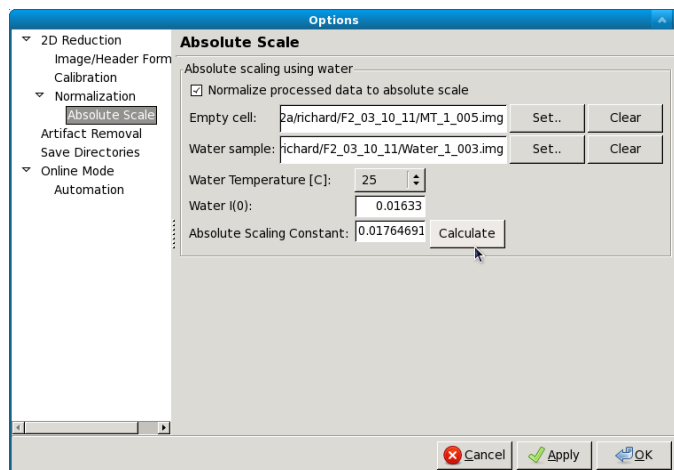 Options
2D Reduction
Image/Header Form
Calibration
Normalization
Absolute Scale
Artifact Removal
Save Directories
Online Mode
Automation
Absolute Scale
Absolute scaling using water
Normalize processed data to absolute scale
Empty cell: 2a/richard/F2_03_10_11/MT_1_005.img Set.. Clear
Water sample: richard/F2_03_10_11/Water_1_003.img Set.. Clear
Water Temperature [C]: 25
Water I(0): 0.01633
Absolute Scaling Constant: 0.01764691 Calculate
Cancel Apply OK